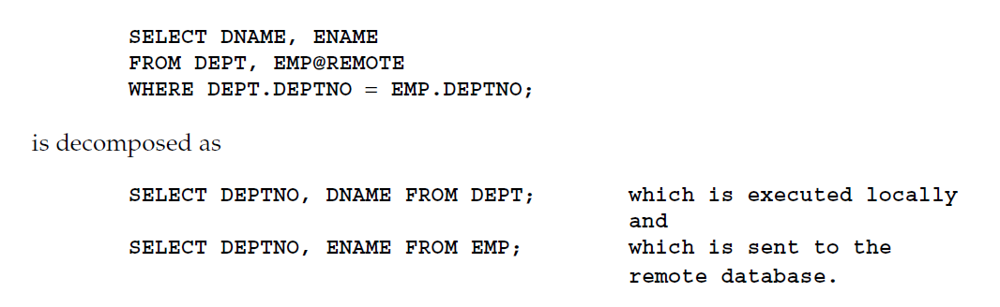 SELECT DNAME, ENAME
FROM DEPT, EMP@REMOTE
WHERE DEPT.DEPTNO = EMP.DEPTNO;
is decomposed as
SELECT DEPTNO, DNAME FROM DEPT; which is executed locally
and
SELECT DEPTNO, ENAME FROM EMP; which is sent to the
remote database.